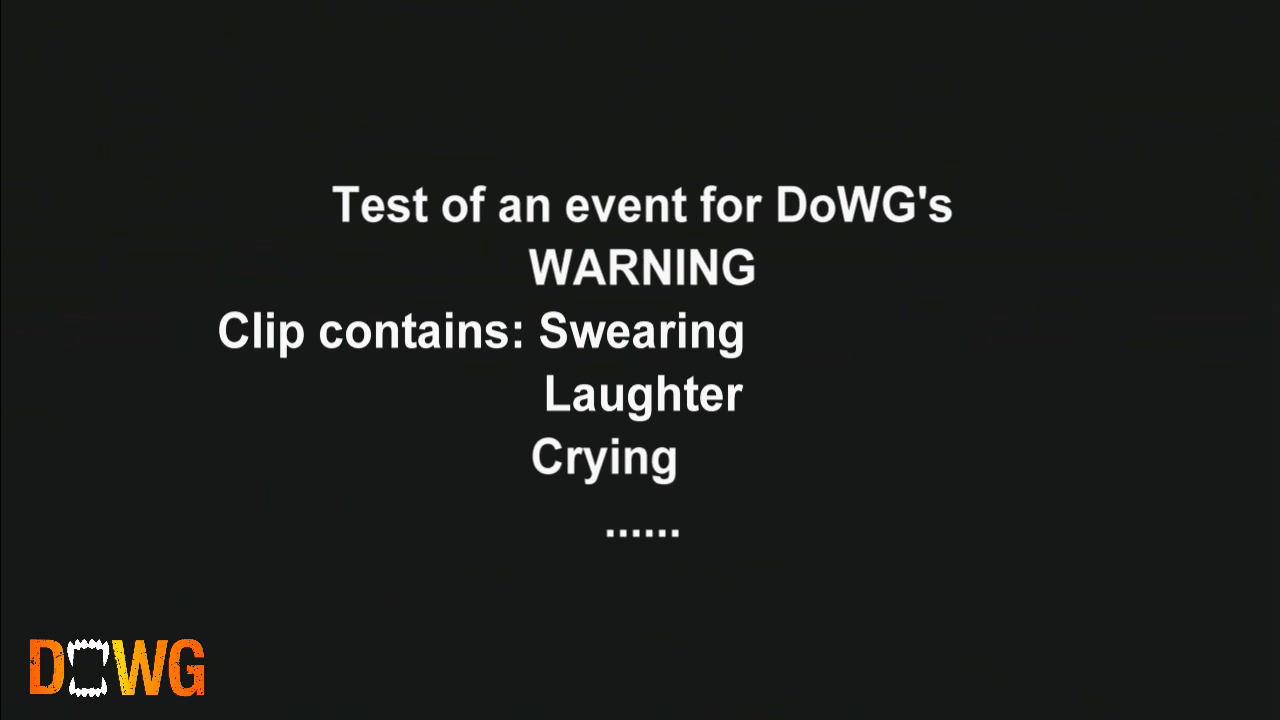 Test of an event for DoWG's
WARNING
Clip contains: Swearing
Laughter
Crying
......
DOWG